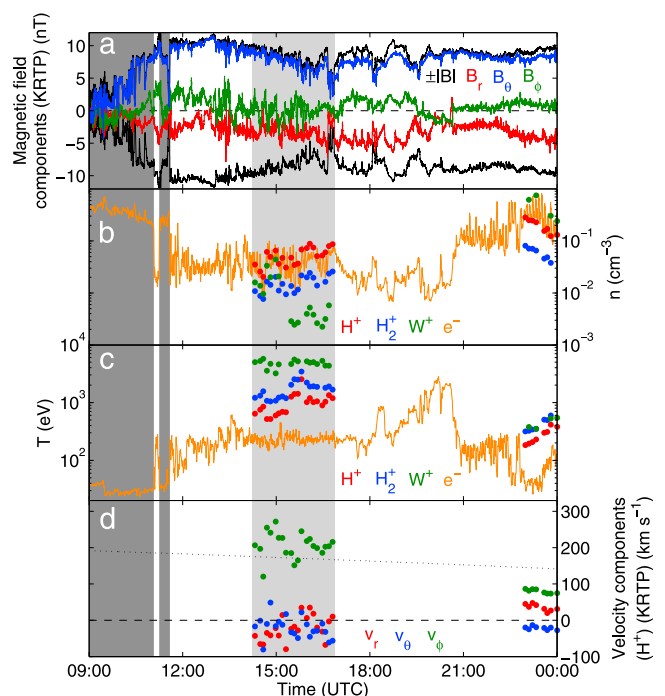 a
Magnetic field
components (KRTP) (nT)
10
5
0
−5
−10
±|B| B_r B_θ B_ϕ
b
10^−1
10^−2
10^−3
n (cm^−3)
H^+ H_2^+ W^+ e^−
c
T (eV)
10^4
10^3
10^2
H^+ H_2^+ W^+ e^−
d
300
200
100
0
−100
Velocity components
(H^+) (KRTP) (km s^−1)
v_r v_θ v_ϕ
09:00 12:00 15:00 18:00 21:00 00:00
Time (UTC)